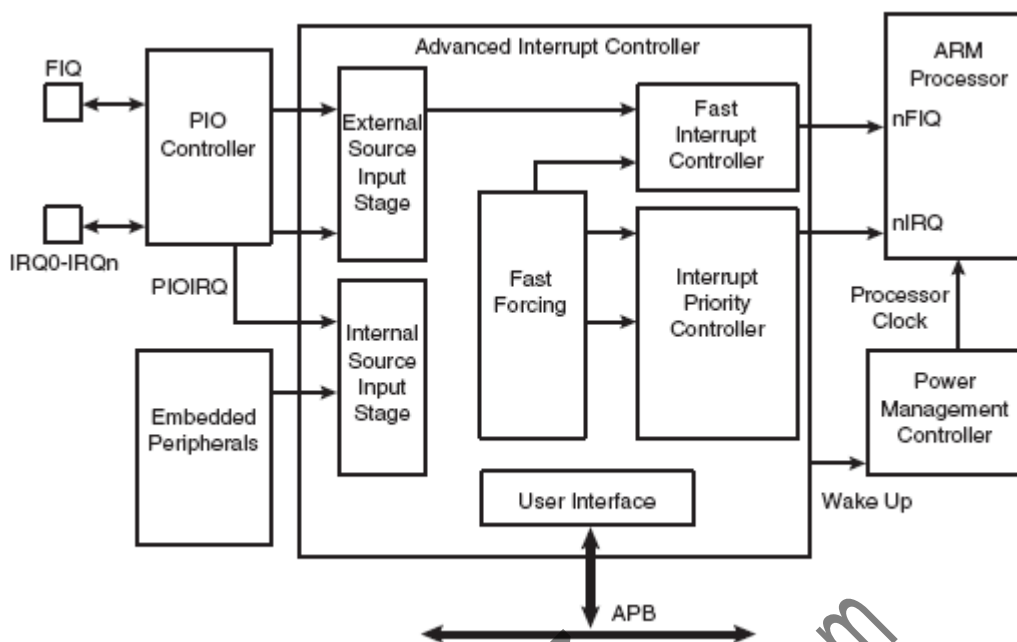 Advanced Interrupt Controller
FIQ
PIO
Controller
IRQ0-IRQn
PIOIRQ
Embedded
Peripherals
External
Source
Input
Stage
Internal
Source
Input
Stage
Fast
Forcing
Fast
Interrupt
Controller
Interrupt
Priority
Controller
User Interface
APB
ARM
Processor
nFIQ
nIRQ
Processor
Clock
Power
Management
Controller
Wake Up